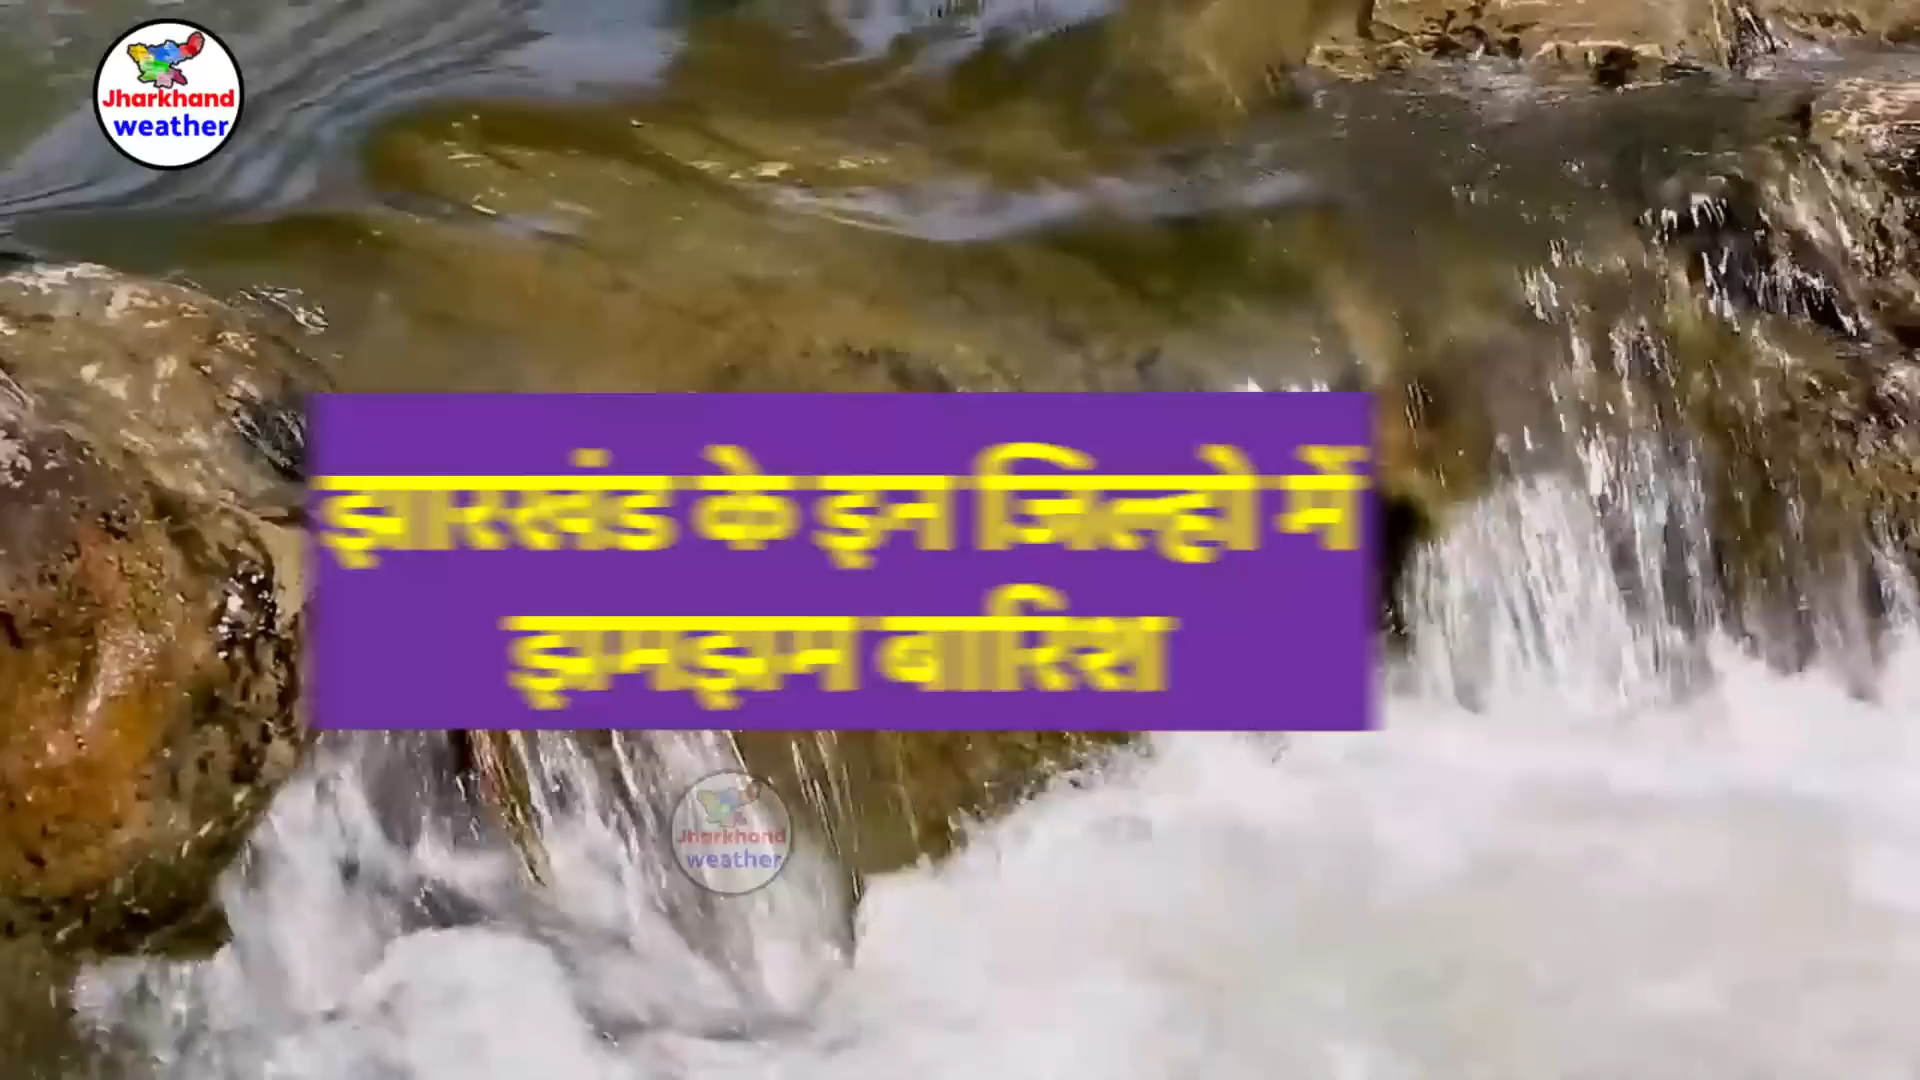 Jharkhand
weather
झारखंड के इन जिल्हो में
झमझम बारिश
Jharkhand
weather